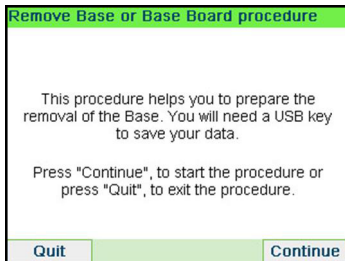 Remove Base or Base Board procedure
This procedure helps you to prepare the
removal of the Base. You will need a USB key
to save your data.
Press "Continue", to start the procedure or
press "Quit", to exit the procedure.
Quit
Continue